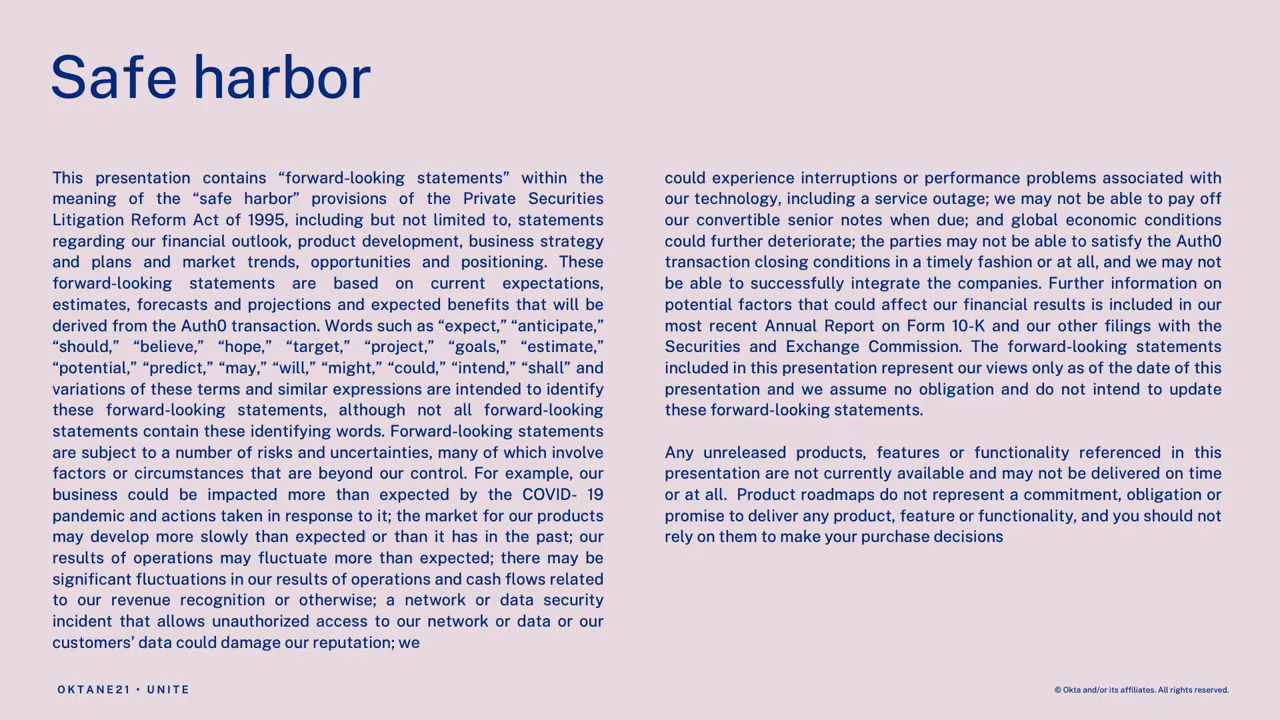 Safe harbor
This presentation contains “forward-looking statements” within the
meaning of the “safe harbor” provisions of the Private Securities
Litigation Reform Act of 1995, including but not limited to, statements
regarding our financial outlook, product development, business strategy
and plans and market trends, opportunities and positioning. These
forward-looking statements are based on current expectations,
estimates, forecasts and projections and expected benefits that will be
derived from the Auth0 transaction. Words such as “expect,” “anticipate,”
“should,” “believe,” “hope,” “target,” “project,” “goals,” “estimate,”
“potential,” “predict,” “may,” “will,” “might,” “could,” “intend,” “shall” and
variations of these terms and similar expressions are intended to identify
these forward-looking statements, although not all forward-looking
statements contain these identifying words. Forward-looking statements
are subject to a number of risks and uncertainties, many of which involve
factors or circumstances that are beyond our control. For example, our
business could be impacted more than expected by the COVID- 19
pandemic and actions taken in response to it; the market for our products
may develop more slowly than expected or than it has in the past; our
results of operations may fluctuate more than expected; there may be
significant fluctuations in our results of operations and cash flows related
to our revenue recognition or otherwise; a network or data security
incident that allows unauthorized access to our network or data or our
customers’ data could damage our reputation; we
could experience interruptions or performance problems associated with
our technology, including a service outage; we may not be able to pay off
our convertible senior notes when due; and global economic conditions
could further deteriorate; the parties may not be able to satisfy the Auth0
transaction closing conditions in a timely fashion or at all, and we may not
be able to successfully integrate the companies. Further information on
potential factors that could affect our financial results is included in our
most recent Annual Report on Form 10-K and our other filings with the
Securities and Exchange Commission. The forward-looking statements
included in this presentation represent our views only as of the date of this
presentation and we assume no obligation and do not intend to update
these forward-looking statements.
Any unreleased products, features or functionality referenced in this
presentation are not currently available and may not be delivered on time
or at all.  Product roadmaps do not represent a commitment, obligation or
promise to deliver any product, feature or functionality, and you should not
rely on them to make your purchase decisions
OKTANE21 • UNITE
© Okta and/or its affiliates. All rights reserved.